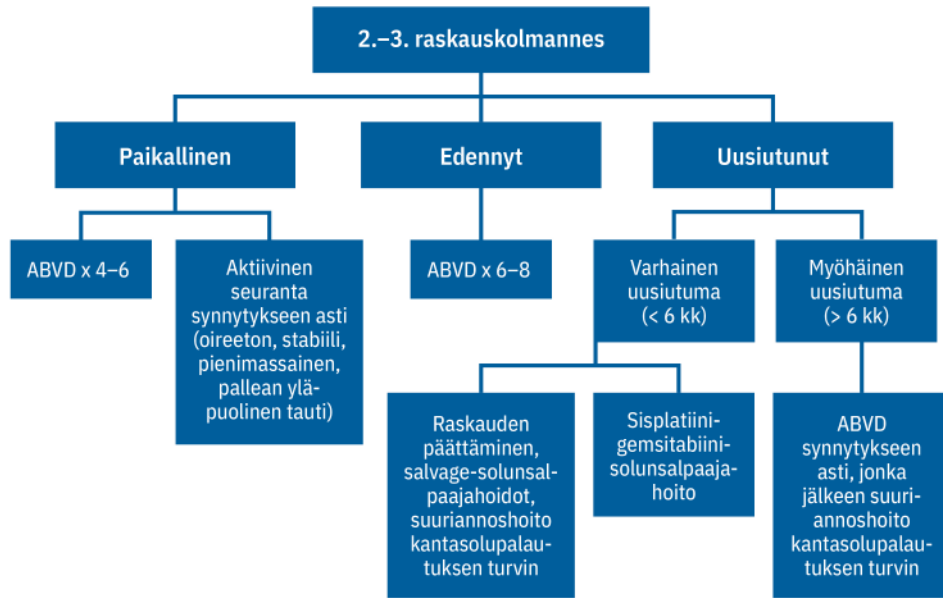 2.–3. raskauskolmannes
Paikallinen
Edennyt
Uusiutunut
ABVD x 4–6
Aktiivinen
seuranta
synnytykseen asti
(oireeton, stabiili,
pienimassainen,
pallean ylä-
puolinen tauti)
ABVD x 6–8
Varhainen
uusiutuma
(< 6 kk)
Myöhäinen
uusiutuma
(> 6 kk)
Raskauden
päättäminen,
salvage-solunsal-
paajahoidot,
suuriannoshoito
kantasolupalau-
tuksen turvin
Sisplatiini-
gemsitabiini-
solunsalpaaja-
hoito
ABVD
synnytykseen
asti, jonka
jälkeen suuri-
annoshoito
kantasolupalau-
tuksen turvin